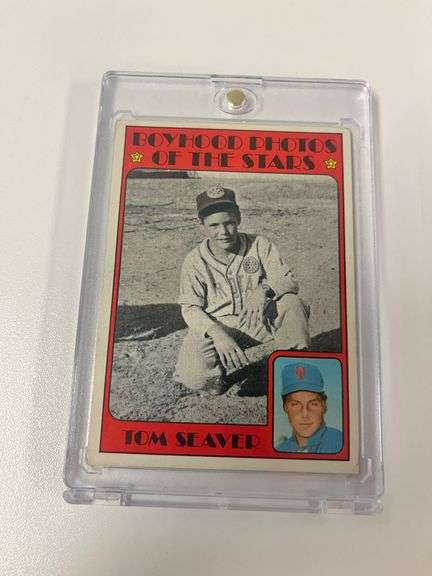 BOYHOOD PHOTOS
OF THE STARS
TOM SEAVER